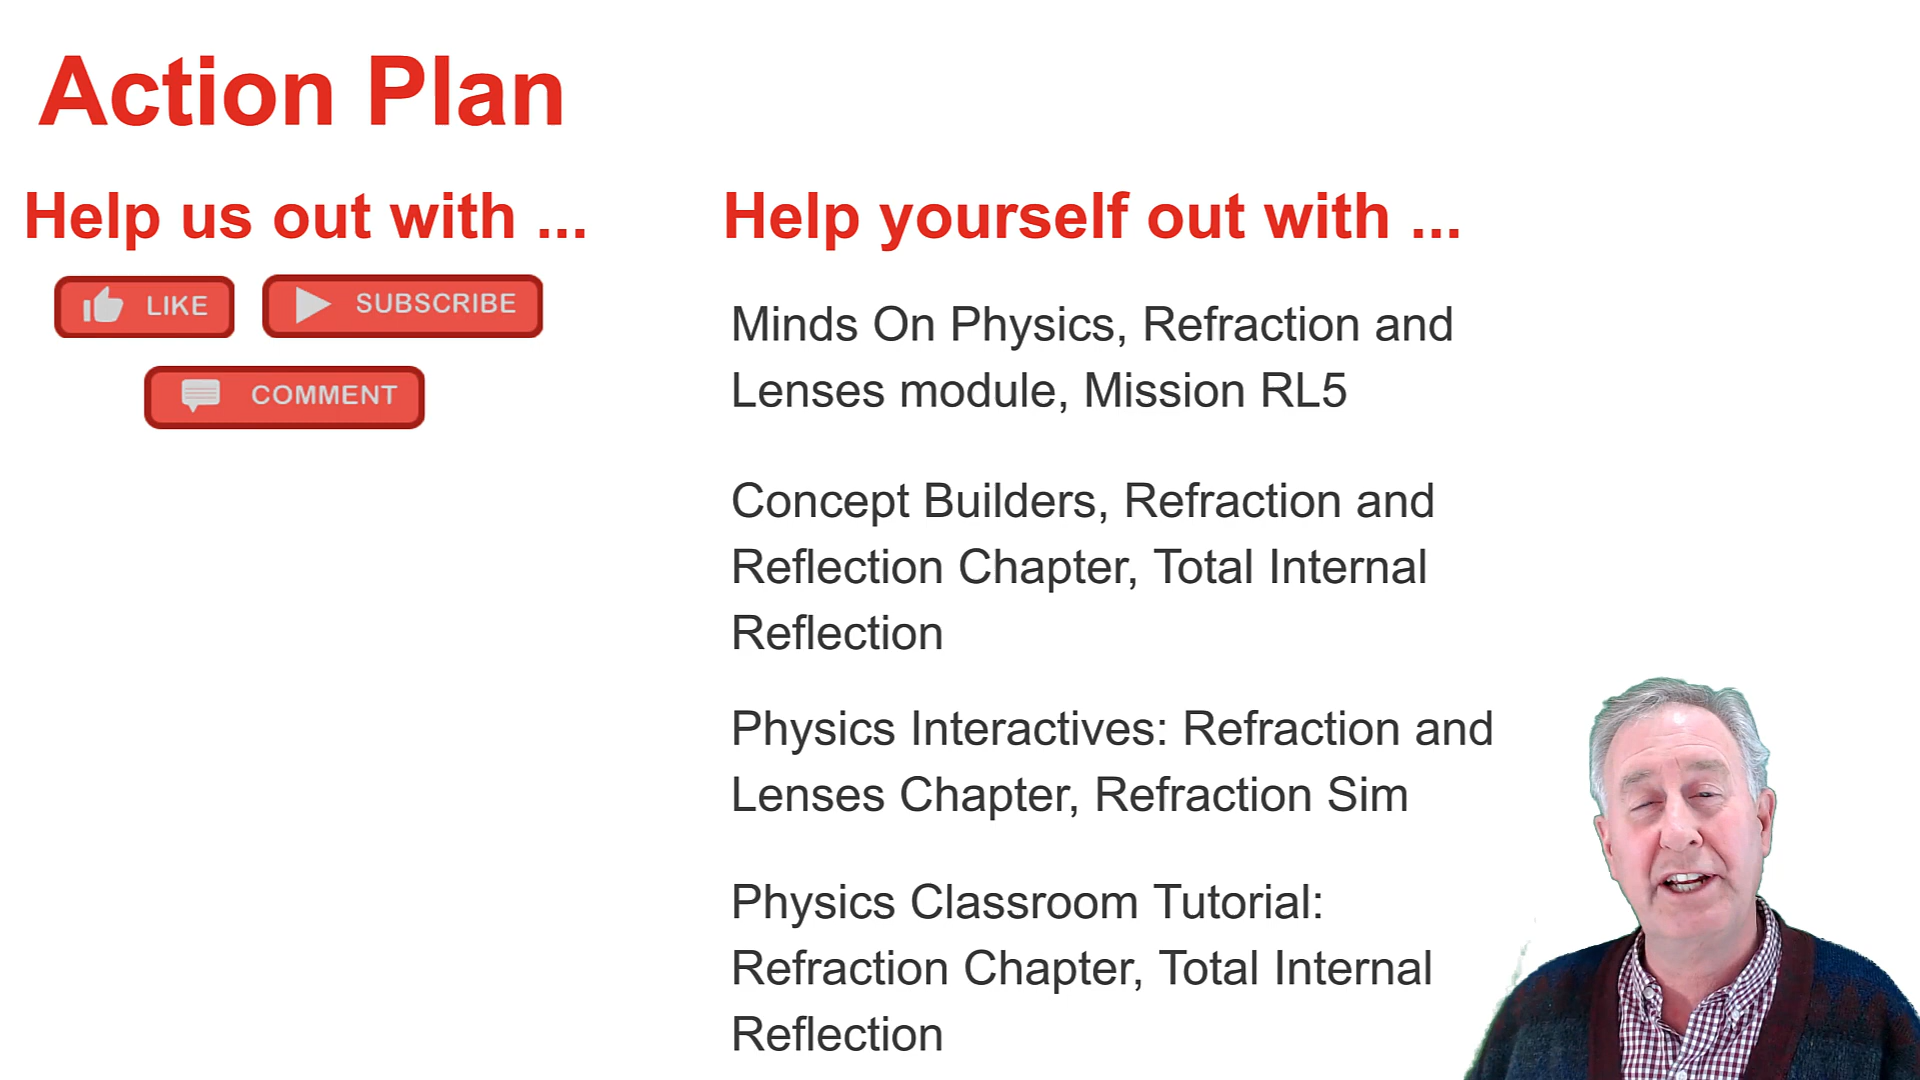 Action Plan
Help us out with ...
LIKE
SUBSCRIBE
COMMENT
Help yourself out with ...
Minds On Physics, Refraction and
Lenses module, Mission RL5
Concept Builders, Refraction and
Reflection Chapter, Total Internal
Reflection
Physics Interactives: Refraction and
Lenses Chapter, Refraction Sim
Physics Classroom Tutorial:
Refraction Chapter, Total Internal
Reflection